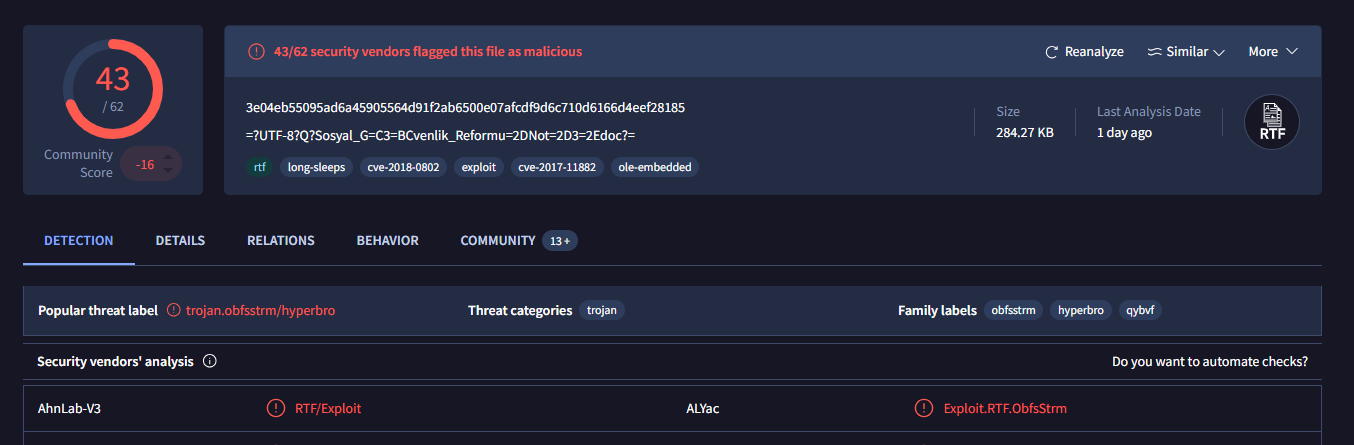 43
/ 62
Community
Score
-16
43/62 security vendors flagged this file as malicious
Reanalyze
Similar
More
3e04eb55095ad6a45905564d91f2ab6500e07afcdf9d6c710d6166d4eef28185
=?UTF-8?Q?Sosyal_G=C3=BCvenlik_Reformu=2DNot=2D3=2Edoc?=
rtf long-sleeps cve-2018-0802 exploit cve-2017-11882 ole-embedded
Size
284.27 KB
Last Analysis Date
1 day ago
RTF
DETECTION DETAILS RELATIONS BEHAVIOR COMMUNITY 13+
Popular threat label trojan.obfsstrm/hyperbro Threat categories trojan Family labels obfsstrm hyperbro qybvf
Security vendors' analysis Do you want to automate checks?
AhnLab-V3 RTF/Exploit ALYac Exploit.RTF.ObfsStrm